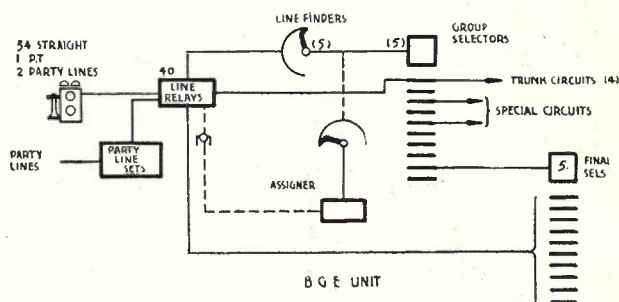 LINE FINDERS
(5)
(5)
GROUP
SELECTORS
34 STRAIGHT
1 P.T
2 PARTY LINES
40
LINE
RELAYS
TRUNK CIRCUITS (4)
SPECIAL CIRCUITS
PARTY
LINES
PARTY
LINE
SETS
ASSIGNER
5.
FINAL
SELS
B G E UNIT